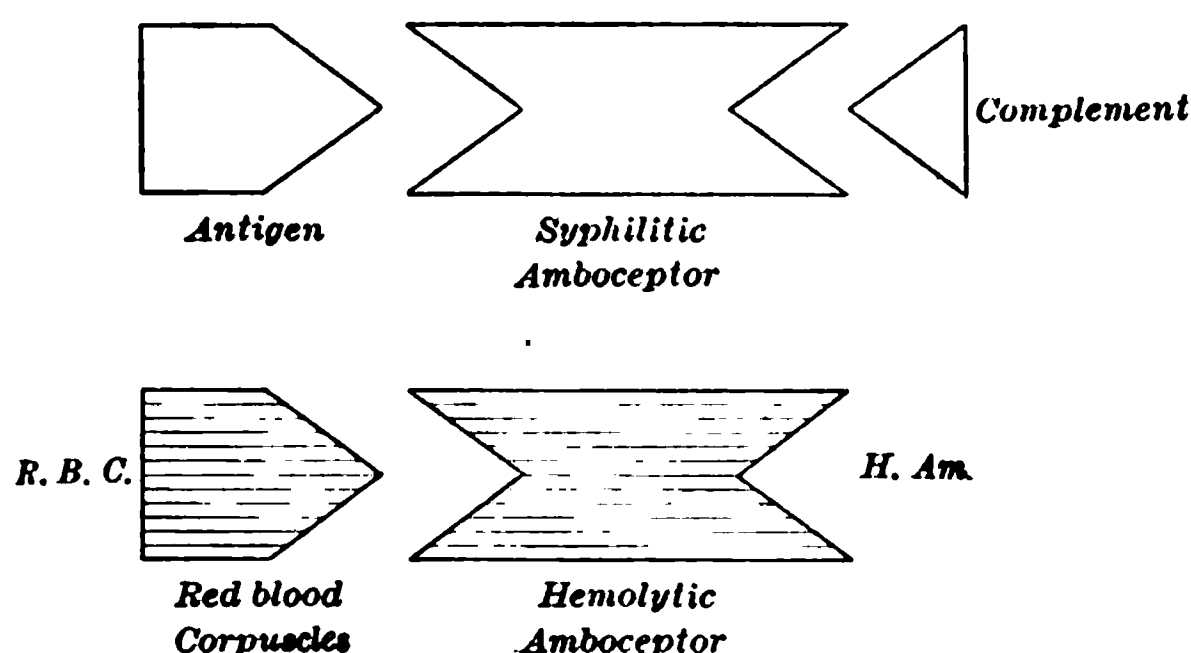 Complement
Antigen
Syphilitic
Amboceptor
R. B. C.
H. Am.
Red blood
Corpuscles
Hemolytic
Amboceptor